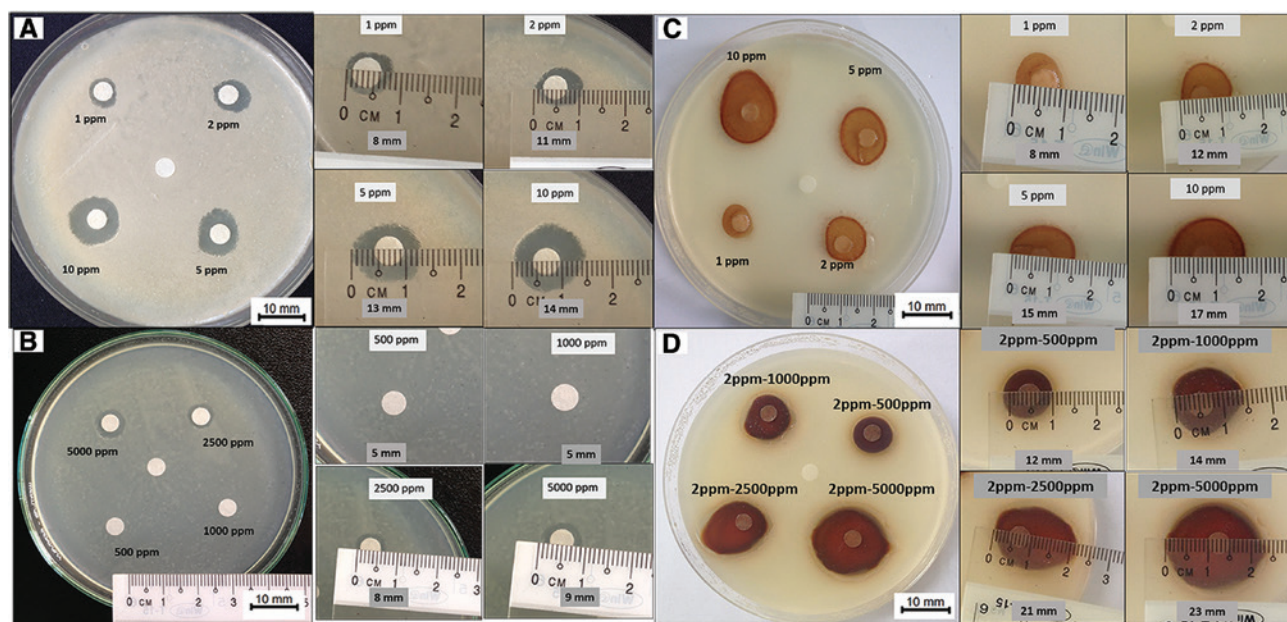 A
1 ppm
2 ppm
10 ppm
5 ppm
10 mm
1 ppm
0 CM 1 2
8 mm
2 ppm
0 CM 1 2
11 mm
5 ppm
0 CM 1 2
13 mm
10 ppm
0 CM 1 2
14 mm
B
5000 ppm
2500 ppm
1000 ppm
500 ppm
0 CM 1 2 3
10 mm
500 ppm
5 mm
1000 ppm
5 mm
2500 ppm
0 CM 1 2 3
8 mm
5000 ppm
0 CM 1 2
9 mm
C
10 ppm
5 ppm
1 ppm
2 ppm
0 CM 1 2
10 mm
1 ppm
0 CM 1 2
8 mm
2 ppm
0 CM 1 2
12 mm
5 ppm
0 CM 1 2
15 mm
10 ppm
0 CM 1 2
17 mm
D
2ppm-1000ppm
2ppm-500ppm
2ppm-2500ppm
2ppm-5000ppm
10 mm
2ppm-500ppm
0 CM 1 2
12 mm
2ppm-1000ppm
0 CM 1 2
14 mm
2ppm-2500ppm
0 CM 1 2 3
21 mm
2ppm-5000ppm
0 CM 1 2
23 mm